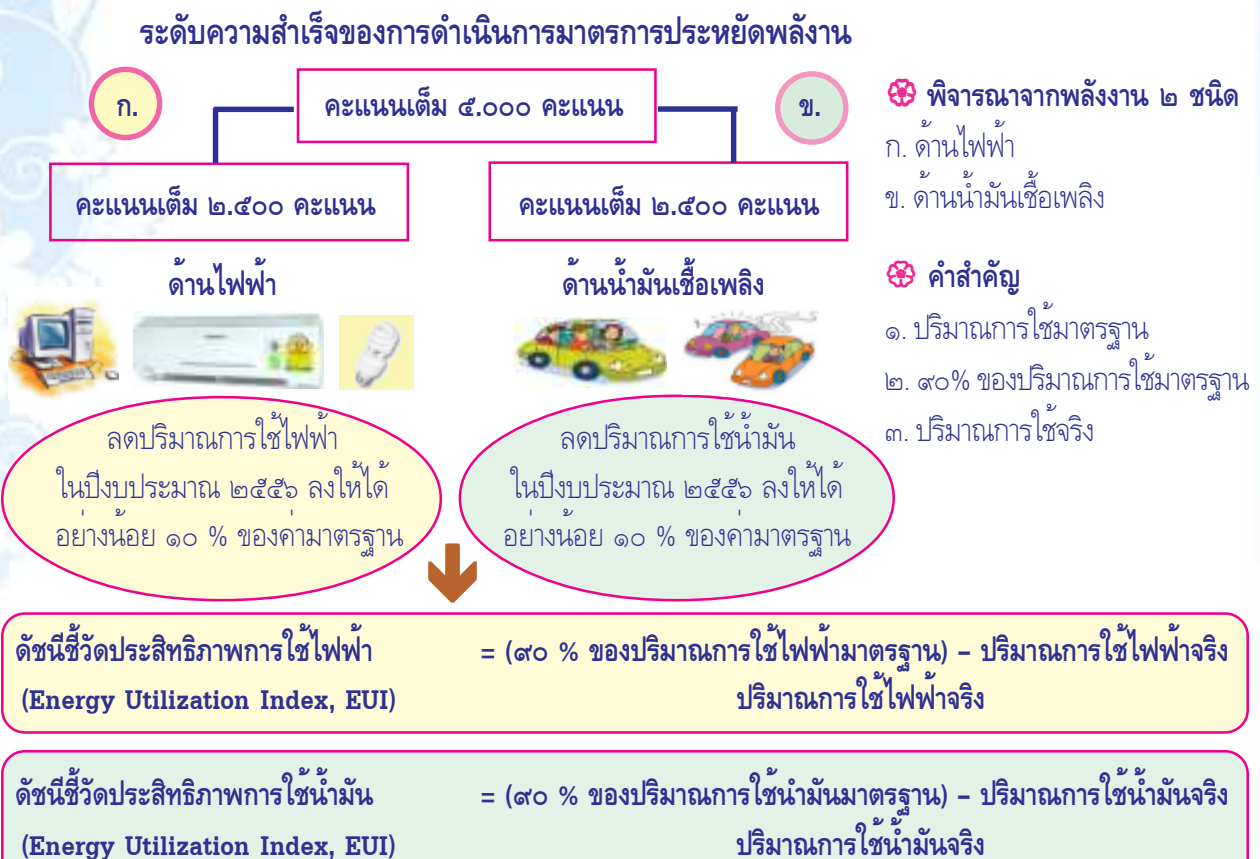 ระดับความสำเร็จของการดำเนินการมาตรการประหยัดพลังาน
ก.
คะแนนเต็ม ๕.๐๐๐ คะแนน
ข.
คะแนนเต็ม ๒.๕๐๐ คะแนน
คะแนนเต็ม ๒.๕๐๐ คะแนน
ด้านไฟฟ้า
ด้านน้ำมันเชื้อเพลิง
ลดปริมาณการใช้ไฟฟ้า
ในปีงบประมาณ ๒๕๕๖ ลงให้ได้
อย่างน้อย ๑๐ % ของค่ามาตรฐาน
ลดปริมาณการใช้น้ำมัน
ในปีงบประมาณ ๒๕๕๖ ลงให้ได้
อย่างน้อย ๑๐ % ของค่ามาตรฐาน
พิจารณาจากพลังงาน ๒ ชนิด
ก. ด้านไฟฟ้า
ข. ด้านน้ำมันเชื้อเพลิง
คำสำคัญ
๑. ปริมาณการใช้มาตรฐาน
๒. ๙๐% ของปริมาณการใช้มาตรฐาน
๓. ปริมาณการใช้จริง
ดัชนีชี้วัดประสิทธิภาพการใช้ไฟฟ้า = (๙๐ % ของปริมาณการใช้ไฟฟ้ามาตรฐาน) – ปริมาณการใช้ไฟฟ้าจริง
(Energy Utilization Index, EUI) ปริมาณการใช้ไฟฟ้าจริง
ดัชนีชี้วัดประสิทธิภาพการใช้น้ำมัน = (๙๐ % ของปริมาณการใช้นำมันมาตรฐาน) – ปริมาณการใช้น้ำมันจริง
(Energy Utilization Index, EUI) ปริมาณการใช้น้ำมันจริง